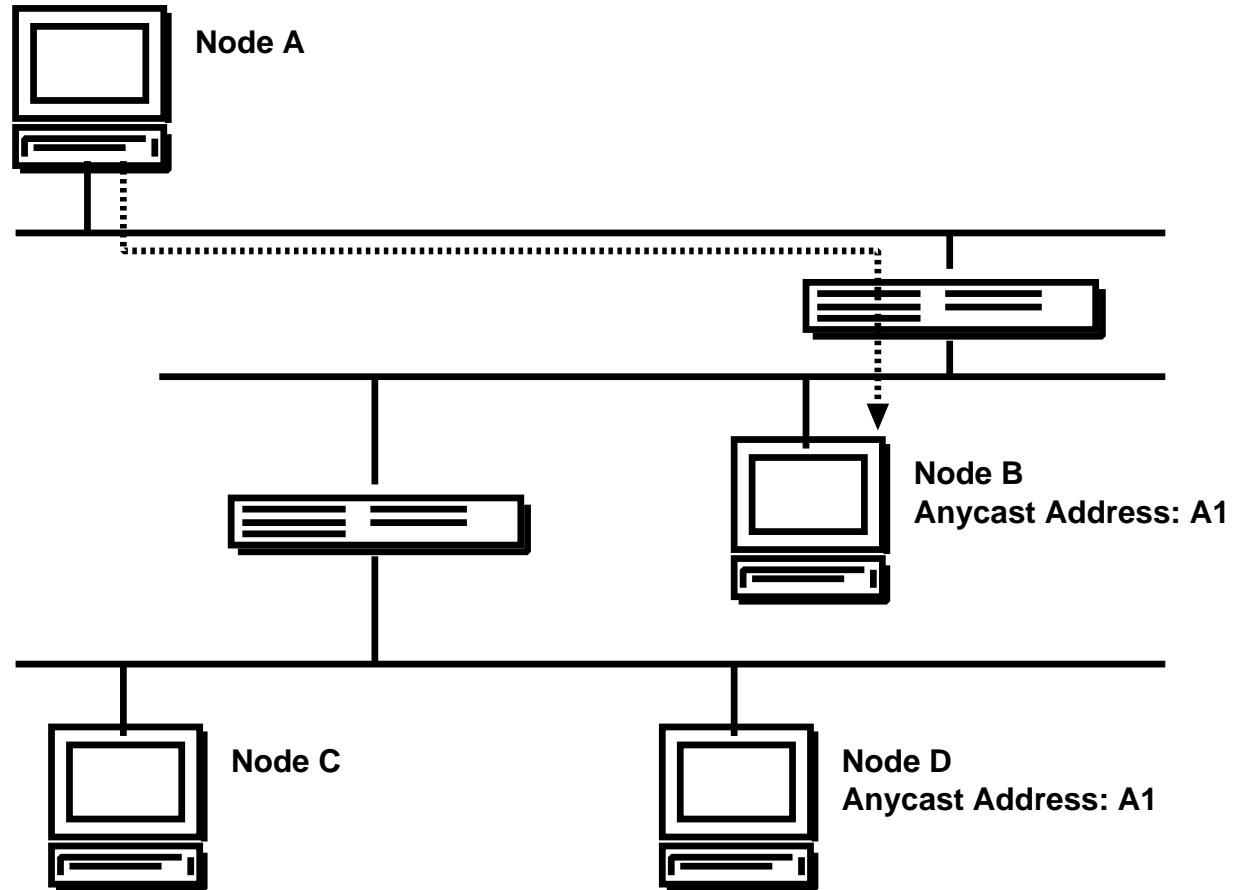 Node A
Node B
Anycast Address: A1
Node C
Node D
Anycast Address: A1